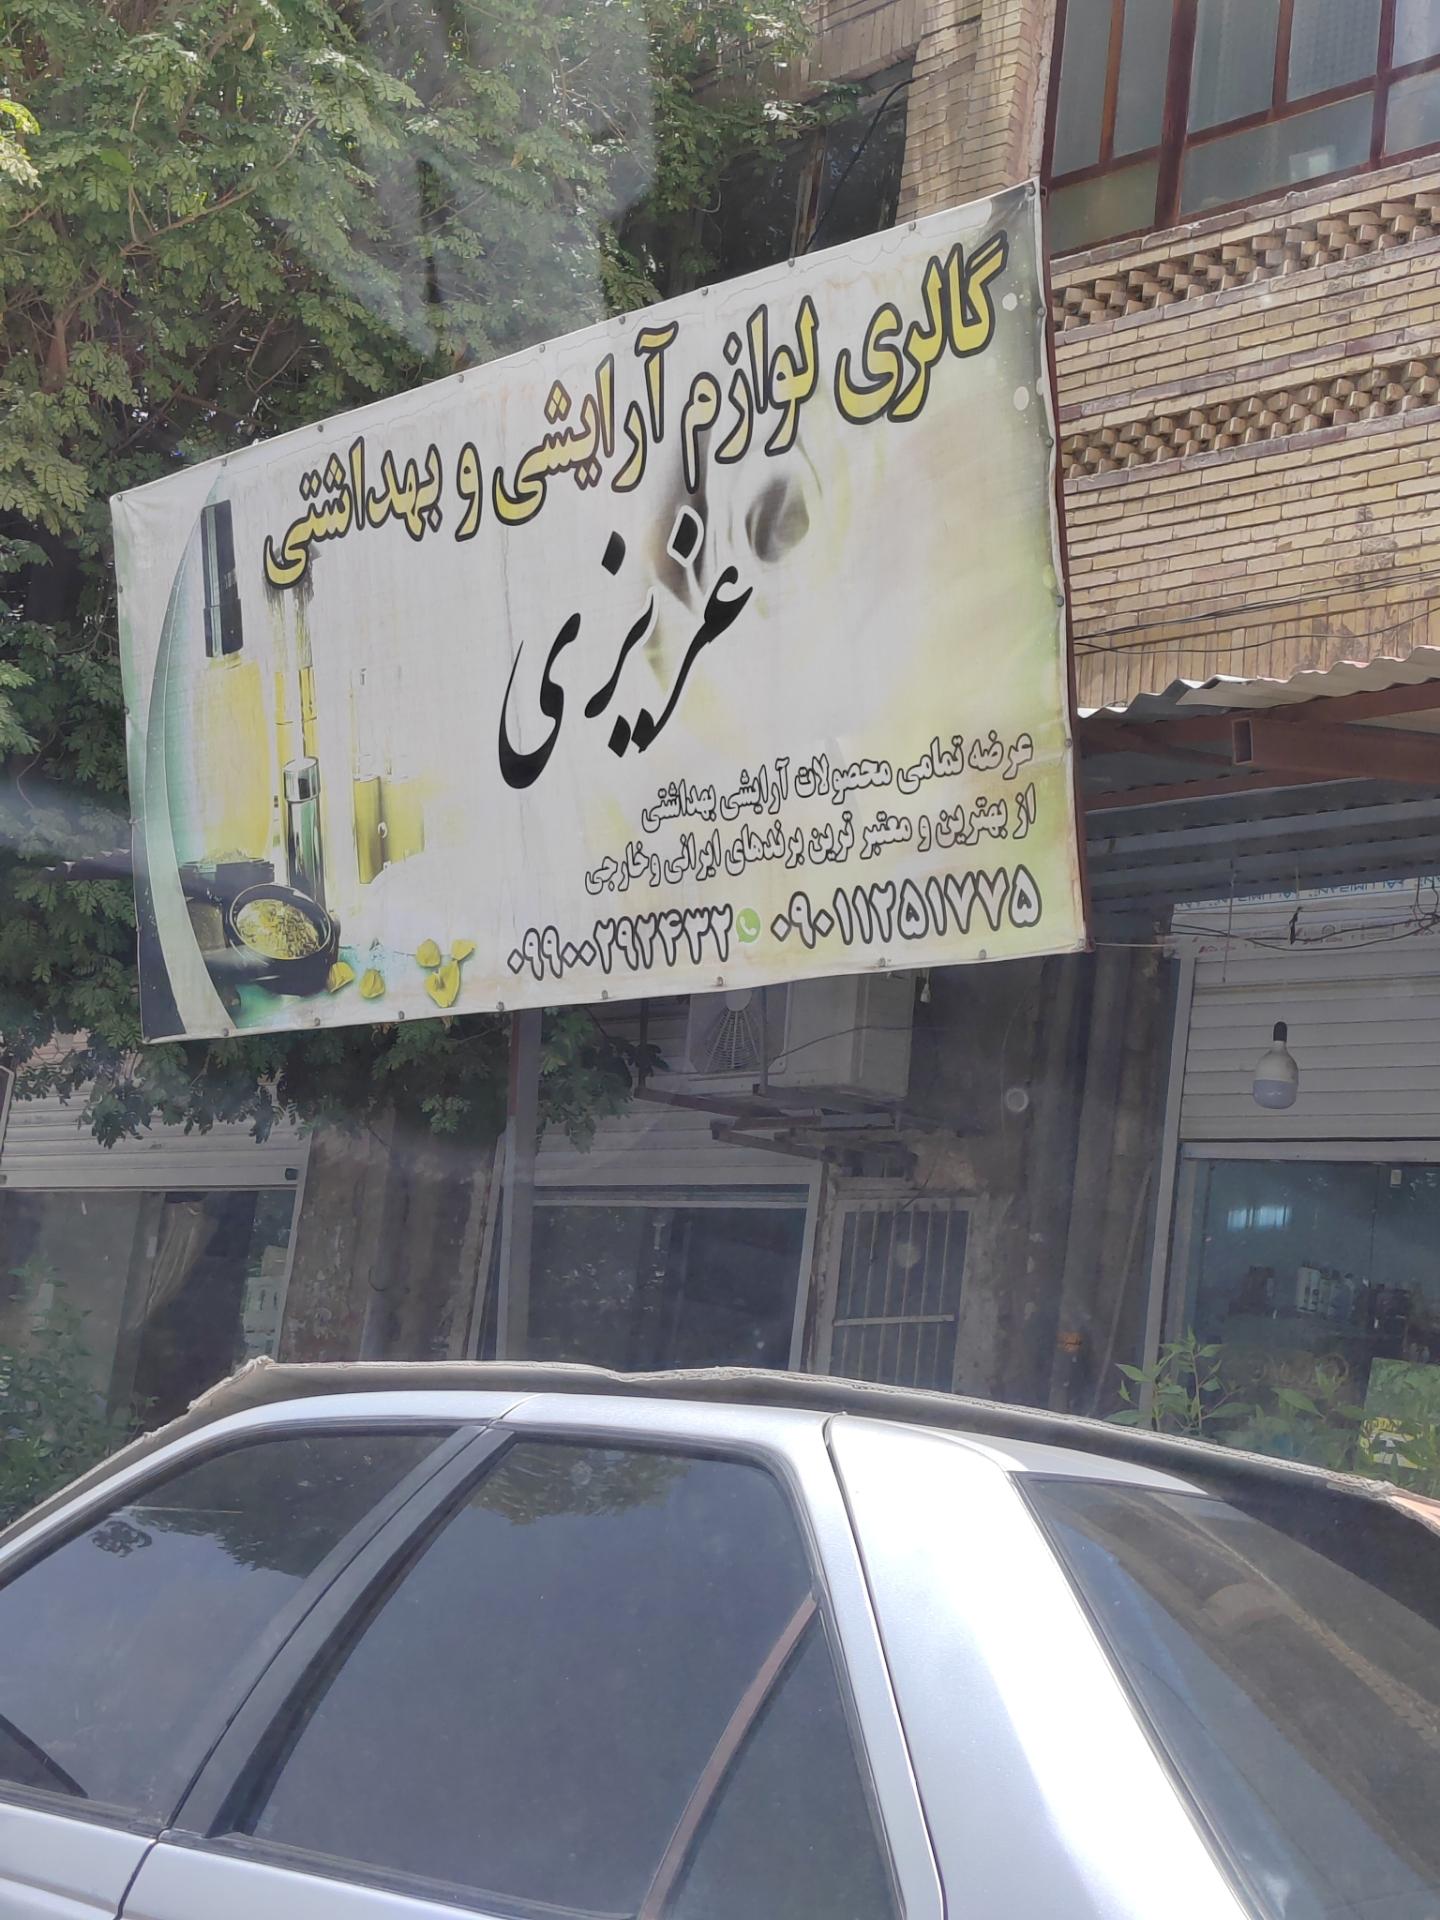 گالری لوازم آرایشی و بهداشتی
عزیزی
عرضه تمامی محصولات آرایشی بهداشتی
از بهترین و معتبر ترین برندهای ایرانی وخارجی
۰۹۰۱۱۲۵۱۷۷۵ ۰۹۹۰۰۲۹۲۴۳۲